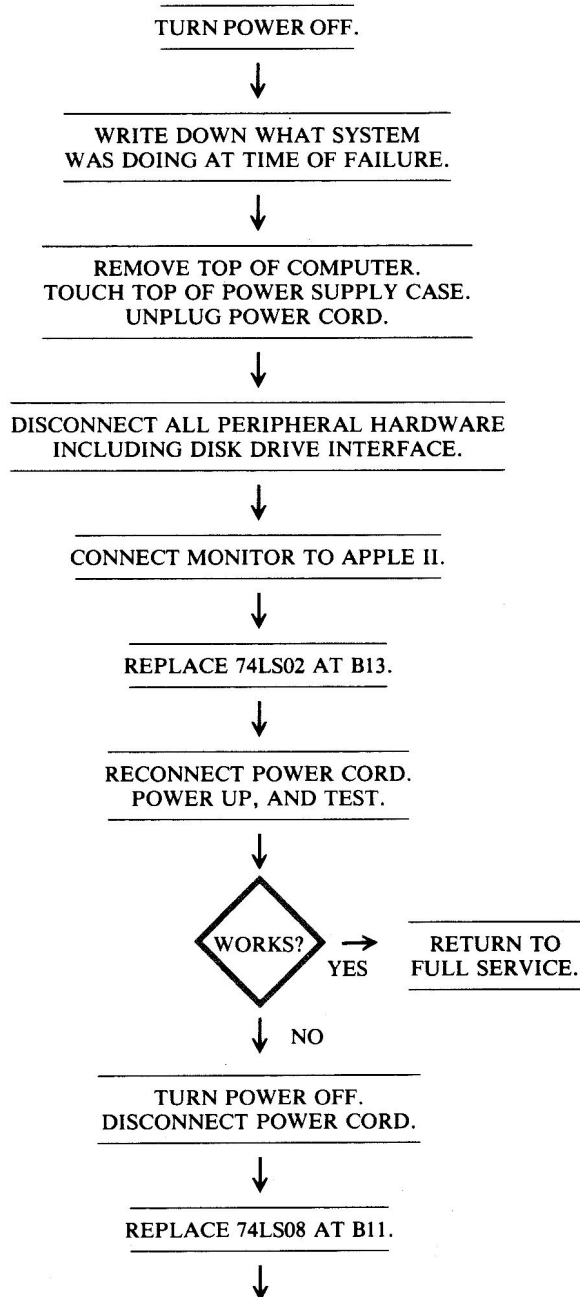 TURN POWER OFF.
WRITE DOWN WHAT SYSTEM
WAS DOING AT TIME OF FAILURE.
REMOVE TOP OF COMPUTER.
TOUCH TOP OF POWER SUPPLY CASE.
UNPLUG POWER CORD.
DISCONNECT ALL PERIPHERAL HARDWARE
INCLUDING DISK DRIVE INTERFACE.
CONNECT MONITOR TO APPLE II.
REPLACE 74LS02 AT B13.
RECONNECT POWER CORD.
POWER UP, AND TEST.
WORKS?
YES
RETURN TO
FULL SERVICE.
NO
TURN POWER OFF.
DISCONNECT POWER CORD.
REPLACE 74LS08 AT B11.